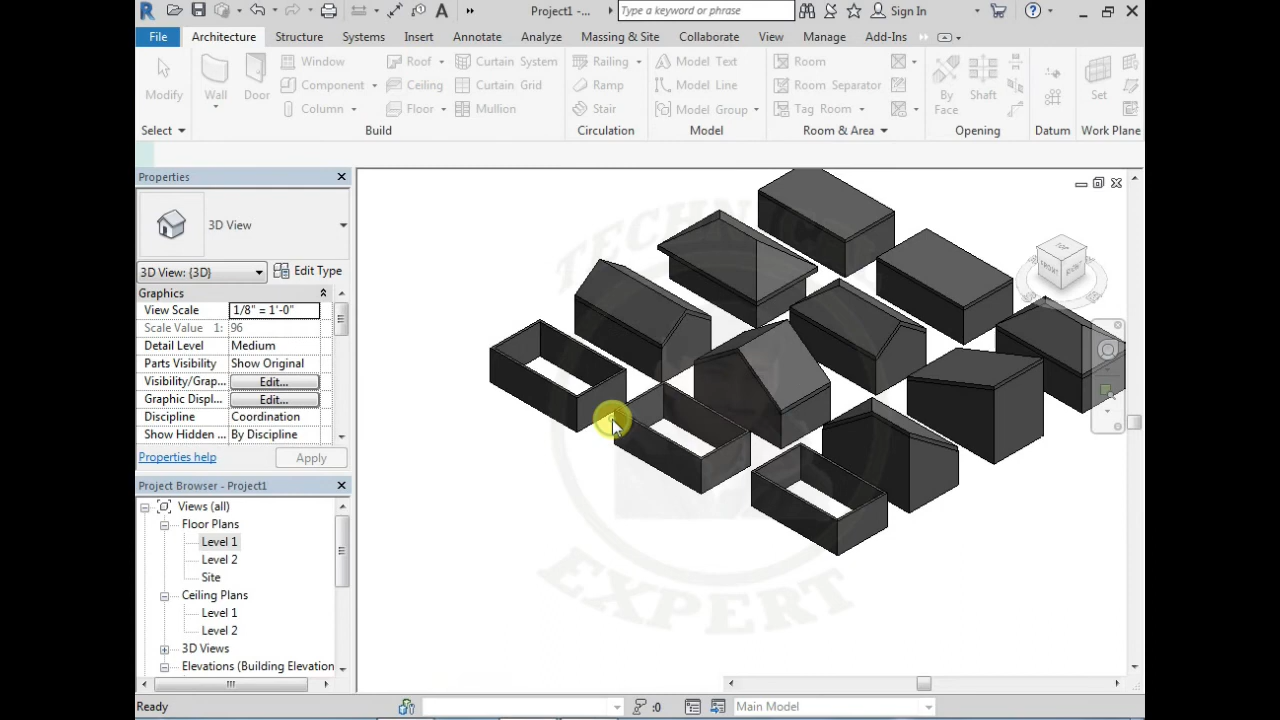 Project1 -...
Type a keyword or phrase
Sign In
File
Architecture
Structure
Systems
Insert
Annotate
Analyze
Massing & Site
Collaborate
View
Manage
Add-Ins
Modify
Wall
Door
Window
Component
Column
Roof
Ceiling
Floor
Curtain System
Curtain Grid
Mullion
Railing
Ramp
Stair
Model Text
Model Line
Model Group
Room
Room Separator
Tag Room
By Face
Shaft
Set
Select
Build
Circulation
Model
Room & Area
Opening
Datum
Work Plane
Properties
3D View
3D View: {3D}
Edit Type
Graphics
View Scale 1/8" = 1'-0"
Scale Value 1: 96
Detail Level Medium
Parts Visibility Show Original
Visibility/Grap... Edit...
Graphic Displ... Edit...
Discipline Coordination
Show Hidden ... By Discipline
Properties help
Apply
Project Browser - Project1
Views (all)
Floor Plans
Level 1
Level 2
Site
Ceiling Plans
Level 1
Level 2
3D Views
Elevations (Building Elevation
TOP
FRONT
RIGHT
TECHNICAL
EXPERT
Ready
:0
Main Model